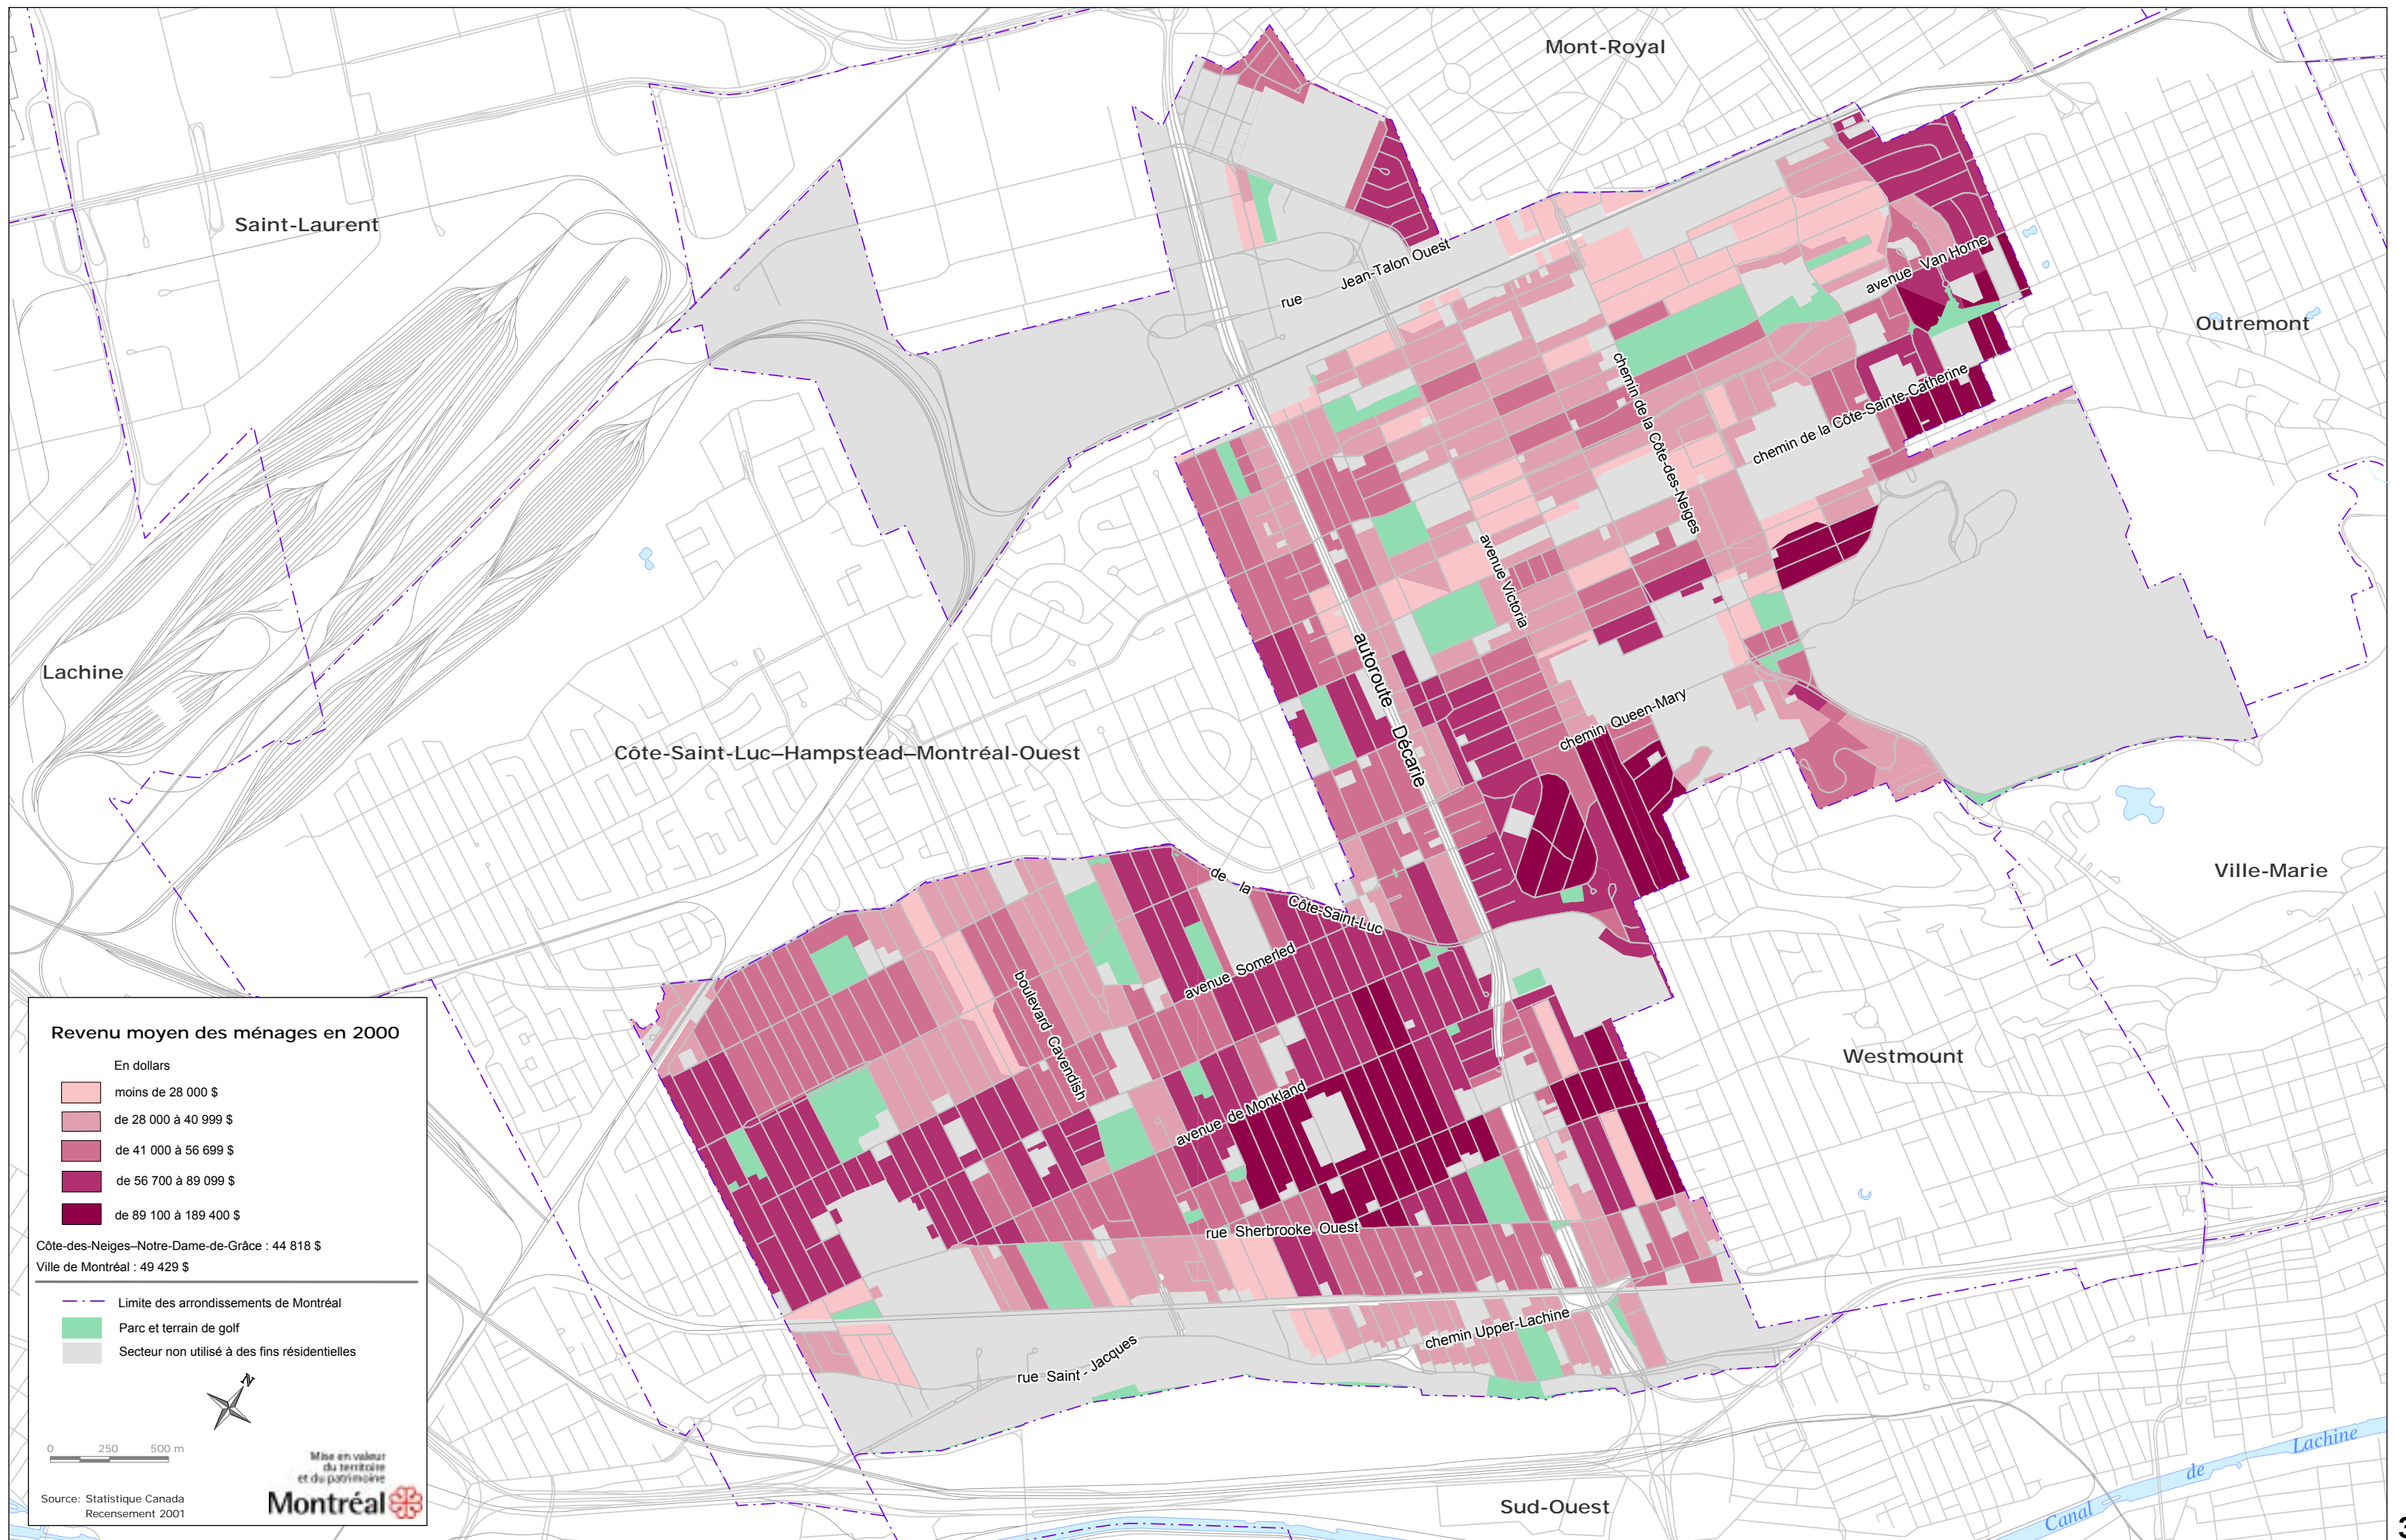 Mont-Royal
Saint-Laurent
rue Jean-Talon Ouest
avenue Van Horne
Outremont
chemin de la Côte-des-Neiges
chemin de la Côte-Sainte-Catherine
avenue Victoria
Lachine
autoroute Décarie
chemin Queen-Mary
Côte-Saint-Luc–Hampstead–Montréal-Ouest
Ville-Marie
de la Côte-Saint-Luc
avenue Somerled
boulevard Cavendish
Westmount
avenue de Monkland
rue Sherbrooke Ouest
chemin Upper-Lachine
rue Saint-Jacques
Sud-Ouest
Canal de Lachine
Revenu moyen des ménages en 2000
En dollars
moins de 28 000 $
de 28 000 à 40 999 $
de 41 000 à 56 699 $
de 56 700 à 89 099 $
de 89 100 à 189 400 $
Côte-des-Neiges–Notre-Dame-de-Grâce : 44 818 $
Ville de Montréal : 49 429 $
Limite des arrondissements de Montréal
Parc et terrain de golf
Secteur non utilisé à des fins résidentielles
N
0 250 500 m
Mise en valeur
du territoire
et du patrimoine
Montréal
Source: Statistique Canada
Recensement 2001